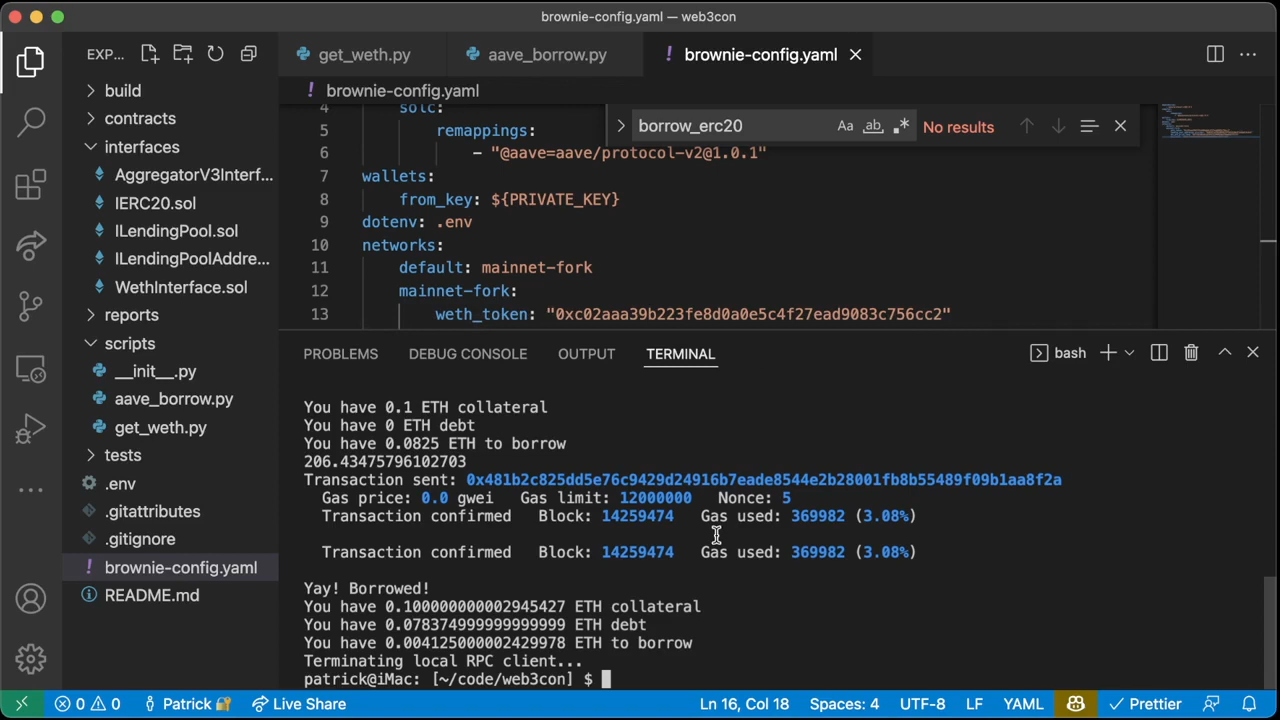 brownie-config.yaml — web3con
EXP...
get_weth.py
aave_borrow.py
! brownie-config.yaml
build
contracts
interfaces
AggregatorV3Interf...
IERC20.sol
ILendingPool.sol
ILendingPoolAddre...
WethInterface.sol
reports
scripts
__init__.py
aave_borrow.py
get_weth.py
tests
.env
.gitattributes
.gitignore
! brownie-config.yaml
README.md
! brownie-config.yaml
borrow_erc20 Aa ab No results
4 solc:
5 remappings:
6 - "@aave=aave/protocol-v2@1.0.1"
7 wallets:
8 from_key: ${PRIVATE_KEY}
9 dotenv: .env
10 networks:
11 default: mainnet-fork
12 mainnet-fork:
13 weth_token: "0xc02aaa39b223fe8d0a0e5c4f27ead9083c756cc2"
PROBLEMS DEBUG CONSOLE OUTPUT TERMINAL bash
You have 0.1 ETH collateral
You have 0 ETH debt
You have 0.0825 ETH to borrow
206.43475796102703
Transaction sent: 0x481b2c825dd5e76c9429d24916b7eade8544e2b28001fb8b55489f09b1aa8f2a
Gas price: 0.0 gwei Gas limit: 12000000 Nonce: 5
Transaction confirmed Block: 14259474 Gas used: 369982 (3.08%)
Transaction confirmed Block: 14259474 Gas used: 369982 (3.08%)
Yay! Borrowed!
You have 0.100000000002945427 ETH collateral
You have 0.078374999999999999 ETH debt
You have 0.004125000002429978 ETH to borrow
Terminating local RPC client...
patrick@iMac: [~/code/web3con] $
0 0 Patrick Live Share Ln 16, Col 18 Spaces: 4 UTF-8 LF YAML Prettier